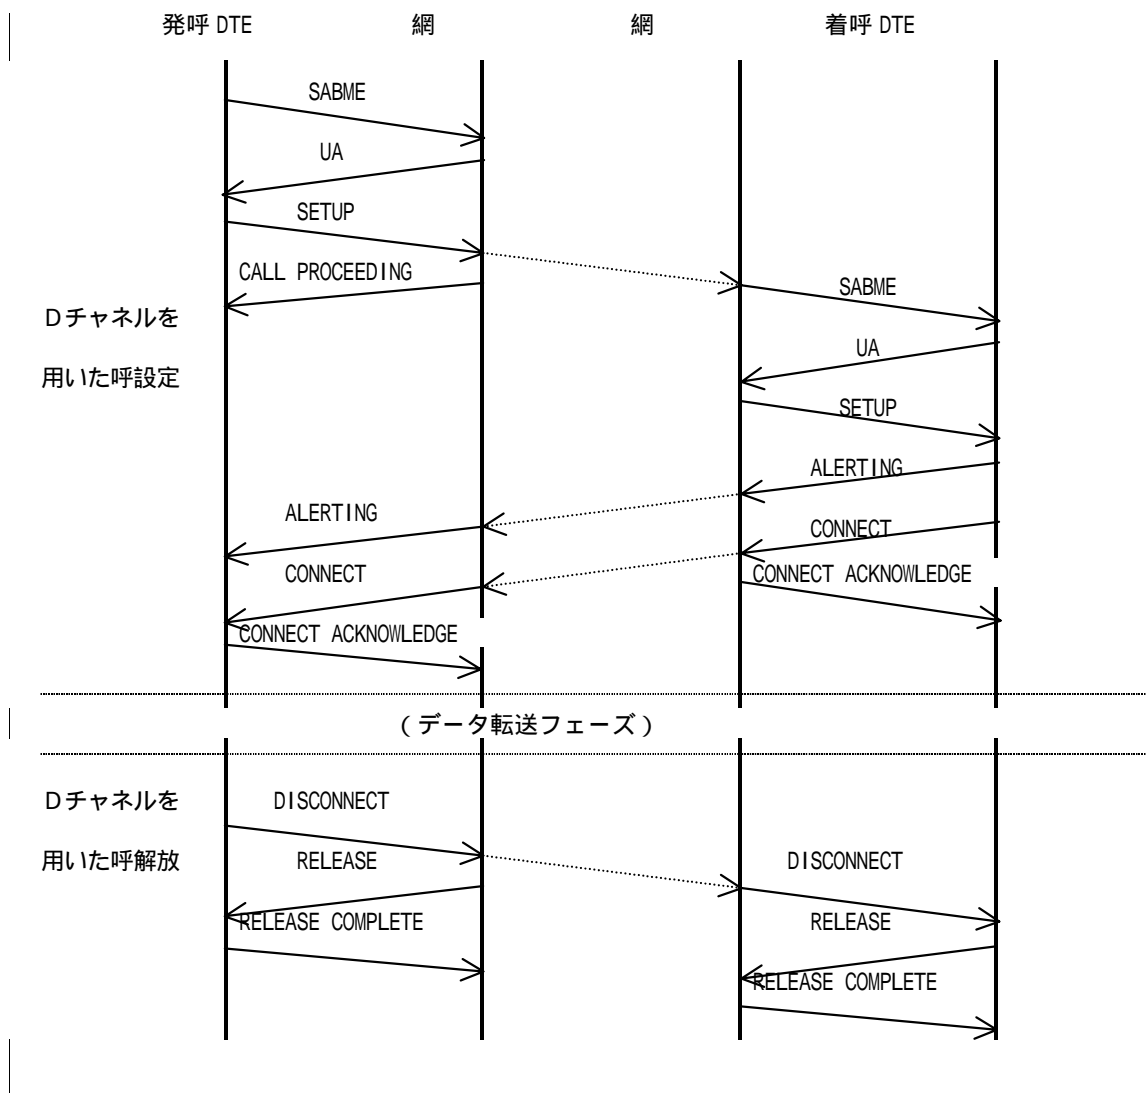 発呼 DTE 網 網 着呼 DTE
SABME
UA
SETUP
CALL PROCEEDING
SABME
Dチャネルを
UA
用いた呼設定
SETUP
ALERTING
ALERTING
CONNECT
CONNECT
CONNECT ACKNOWLEDGE
CONNECT ACKNOWLEDGE
(データ転送フェーズ)
Dチャネルを
DISCONNECT
用いた呼解放
RELEASE
DISCONNECT
RELEASE COMPLETE
RELEASE
RELEASE COMPLETE